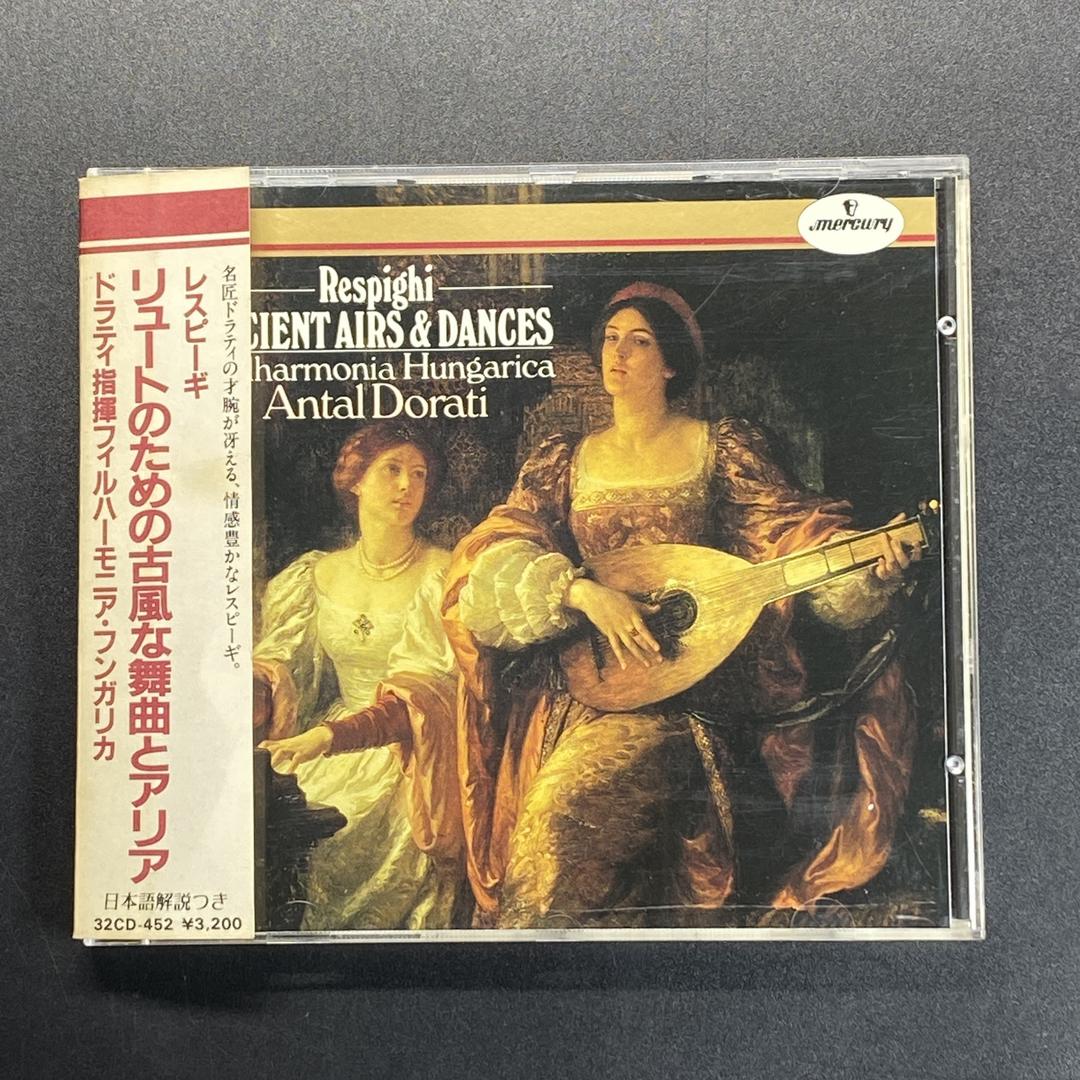 名匠ドラティの才腕が冴える、情感豊かなレスピーギ。
レスピーギ
リュートのための古風な舞曲とアリア
ドラティ指揮フィルハーモニア・フンガリカ
日本語解説つき
32CD-452 ¥3,200
mercury
Respighi
CIENT AIRS & DANCES
harmonia Hungarica
Antal Dorati